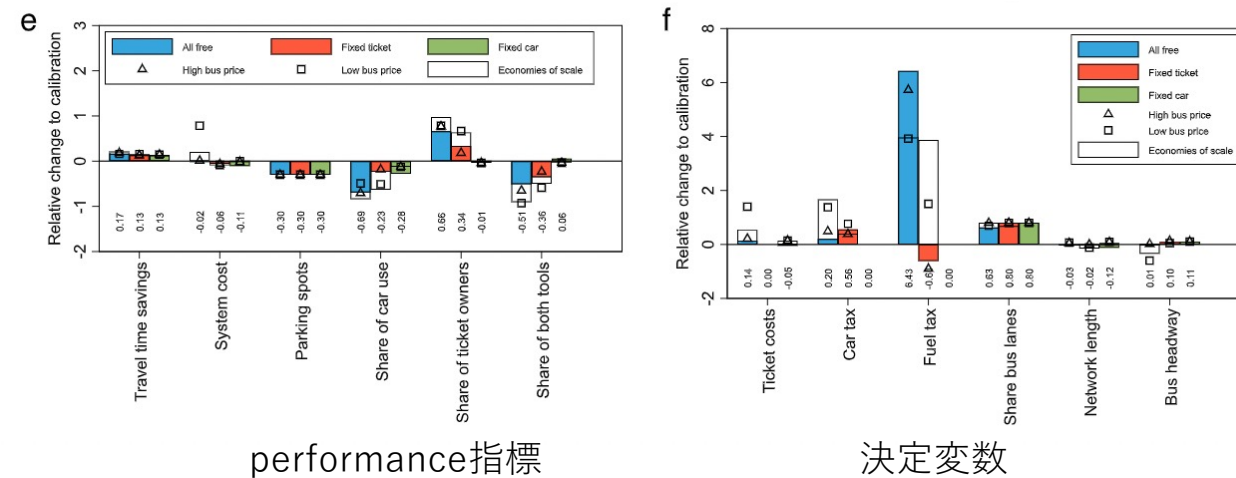 e
Relative change to calibration
3
2
1
0
-1
-2
All free
Fixed ticket
Fixed car
High bus price
Low bus price
Economies of scale
0.17
0.13
0.13
-0.02
-0.06
-0.11
-0.30
-0.30
-0.30
-0.69
-0.23
-0.28
0.66
0.34
-0.01
-0.51
-0.36
0.06
Travel time savings
System cost
Parking spots
Share of car use
Share of ticket owners
Share of both tools
performance指標
f
Relative change to calibration
8
6
4
2
0
-2
All free
Fixed ticket
Fixed car
High bus price
Low bus price
Economies of scale
0.14
0.00
-0.05
0.20
0.56
0.00
6.43
0.00
0.63
0.80
0.80
-0.03
-0.02
-0.12
0.01
0.10
0.11
Ticket costs
Car tax
Fuel tax
Share bus lanes
Network length
Bus headway
決定変数